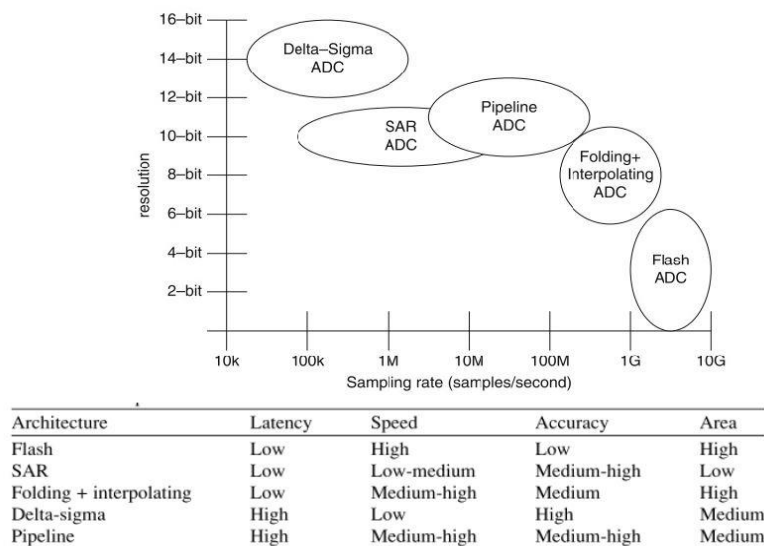 16–bit
14–bit
12–bit
10–bit
8–bit
6–bit
4–bit
2–bit
resolution
Delta–Sigma
ADC
SAR
ADC
Pipeline
ADC
Folding+
Interpolating
ADC
Flash
ADC
10k 100k 1M 10M 100M 1G 10G
Sampling rate (samples/second)
Architecture Latency Speed Accuracy Area
Flash Low High Low High
SAR Low Low-medium Medium-high Low
Folding + interpolating Low Medium-high Medium High
Delta-sigma High Low High Medium
Pipeline High Medium-high Medium-high Medium